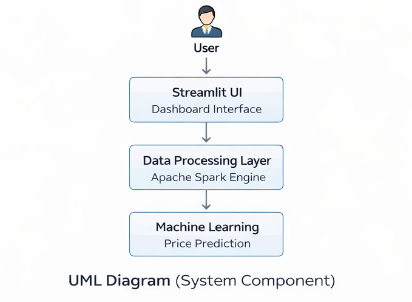 User
Streamlit UI
Dashboard Interface
Data Processing Layer
Apache Spark Engine
Machine Learning
Price Prediction
UML Diagram (System Component)